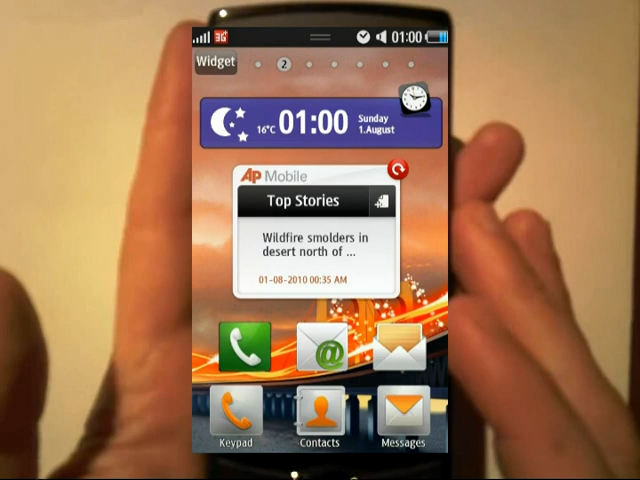 3G
01:00
Widget
2
16°C
01:00
Sunday
1.August
AP Mobile
Top Stories
Wildfire smolders in
desert north of ...
01-08-2010 00:35 AM
@
Keypad
Contacts
Messages